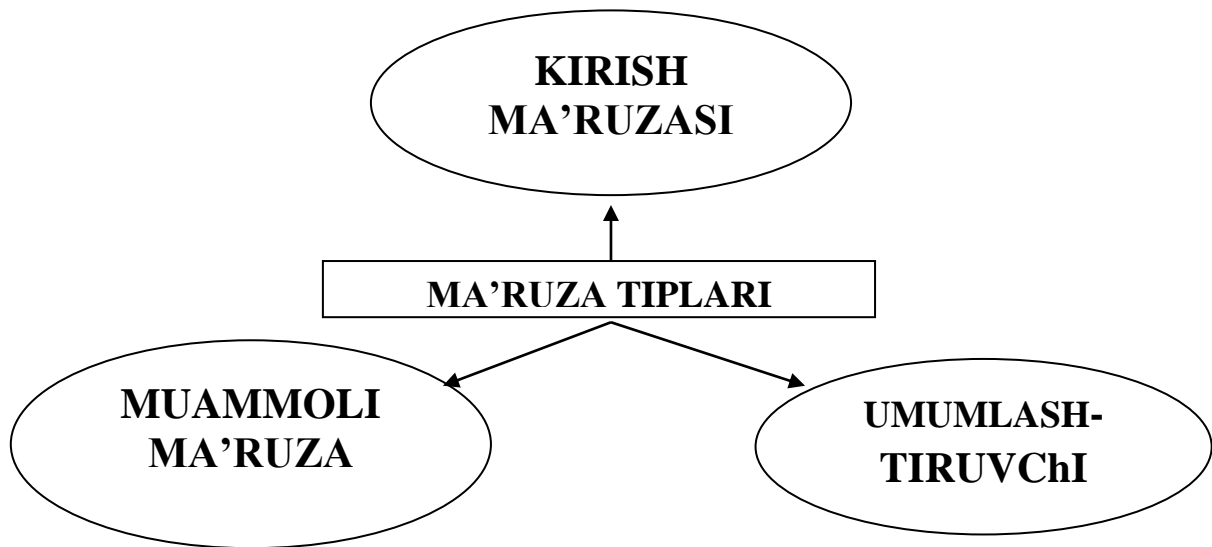 KIRISH
MA’RUZASI
MA’RUZA TIPLARI
MUAMMOLI
MA’RUZA
UMUMLASH-
TIRUVChI